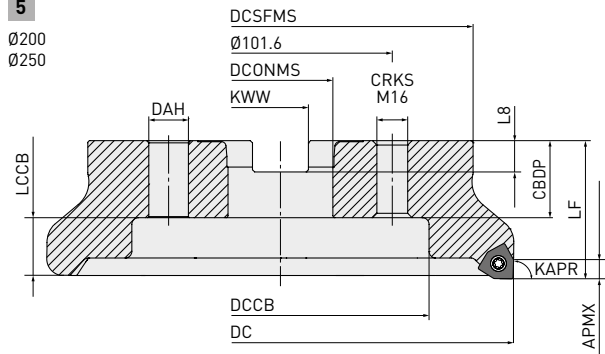 5
Ø200
Ø250
DCSFMS
Ø101.6
DCONMS
KWW
DAH
CRKS
M16
L8
CBDP
LF
LCCB
KAPR
APMX
DCCB
DC